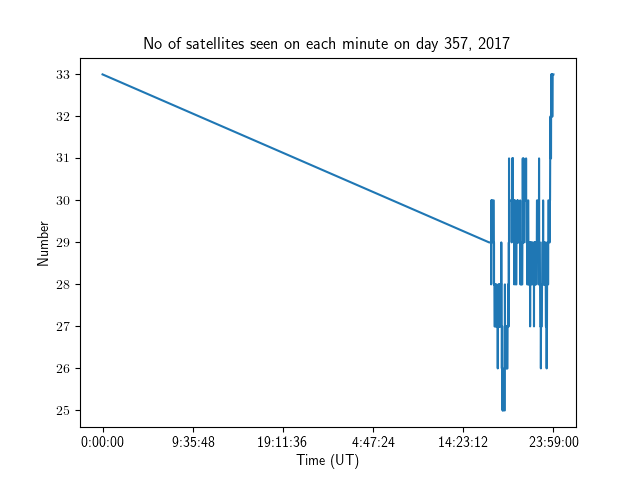 No of satellites seen on each minute on day 357, 2017
33
32
31
30
29
28
27
26
25
Number
0:00:00 9:35:48 19:11:36 4:47:24 14:23:12 23:59:00
Time (UT)